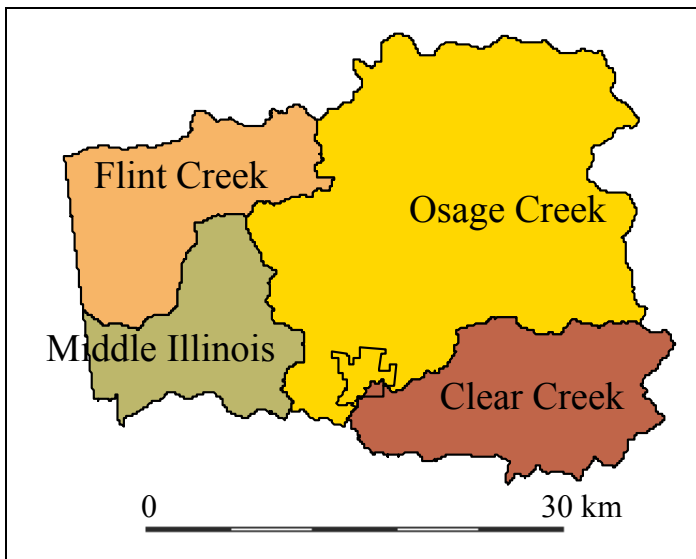 Flint Creek
Osage Creek
Middle Illinois
Clear Creek
0 30 km